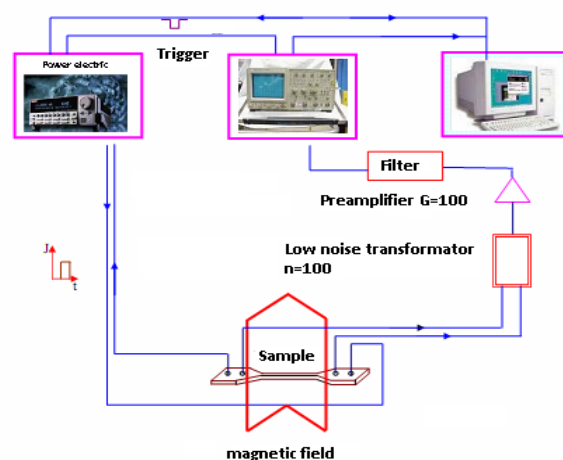 Power electric
Trigger
Filter
Preamplifier G=100
Low noise transformator
n=100
J
t
Sample
magnetic field